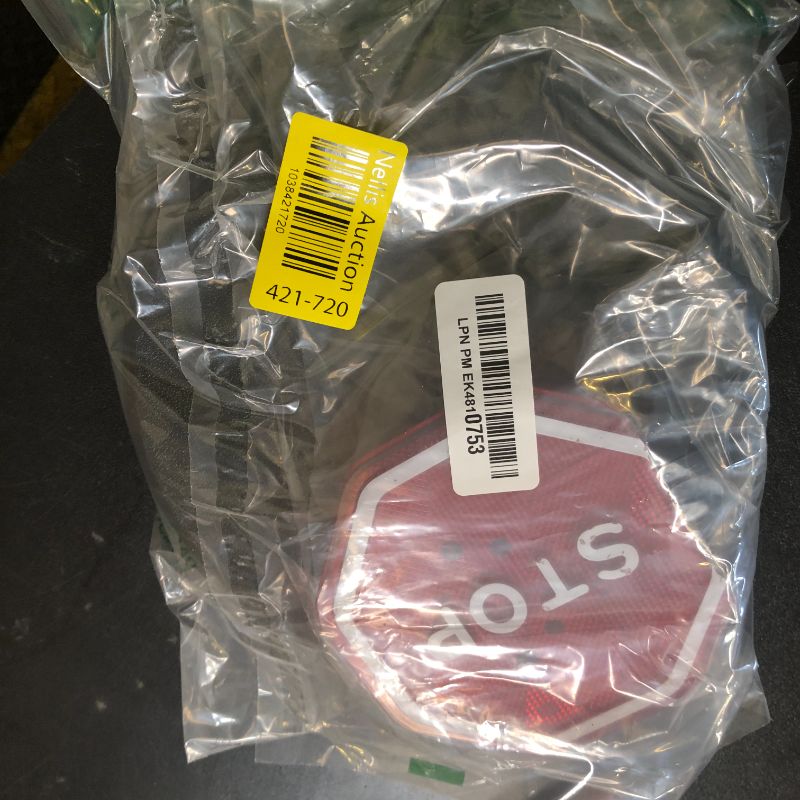 Nellis Auction
1038421720
421-720
LPN PM EK4810753
STOP